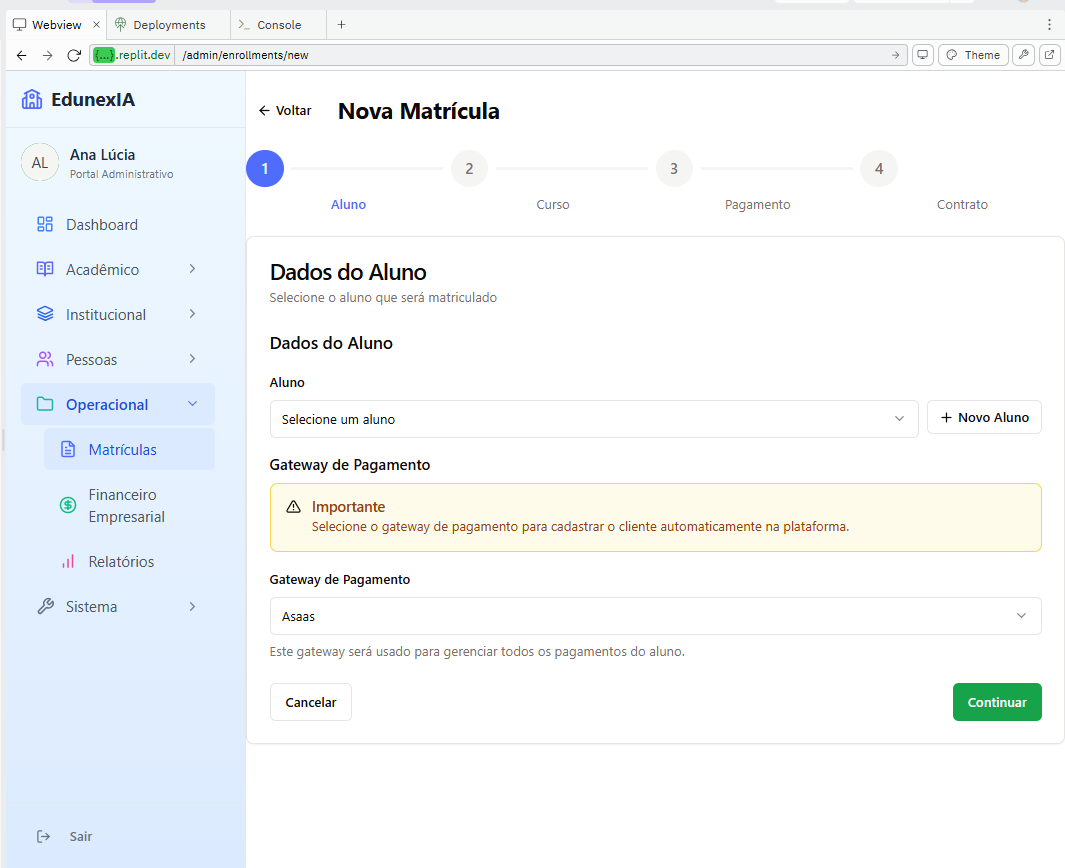 Webview
Deployments
Console
{...}.replit.dev /admin/enrollments/new
Theme
EdunexIA
AL
Ana Lúcia
Portal Administrativo
Dashboard
Acadêmico
Institucional
Pessoas
Operacional
Matrículas
Financeiro
Empresarial
Relatórios
Sistema
Sair
Voltar
Nova Matrícula
1
2
3
4
Aluno
Curso
Pagamento
Contrato
Dados do Aluno
Selecione o aluno que será matriculado
Dados do Aluno
Aluno
Selecione um aluno
+ Novo Aluno
Gateway de Pagamento
Importante
Selecione o gateway de pagamento para cadastrar o cliente automaticamente na plataforma.
Gateway de Pagamento
Asaas
Este gateway será usado para gerenciar todos os pagamentos do aluno.
Cancelar
Continuar